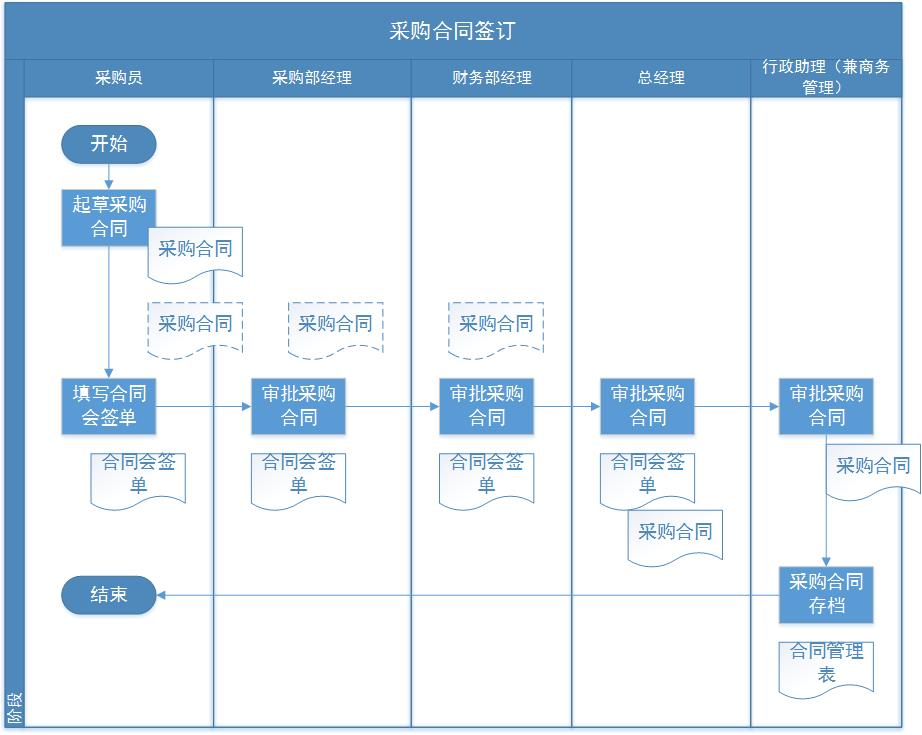 采购合同签订
采购员
采购部经理
财务部经理
总经理
行政助理（兼商务
管理）
开始
起草采购
合同
采购合同
采购合同
采购合同
采购合同
填写合同
会签单
审批采购
合同
审批采购
合同
审批采购
合同
审批采购
合同
合同会签
单
合同会签
单
合同会签
单
合同会签
单
采购合同
采购合同
结束
采购合同
存档
合同管理
表
阶段